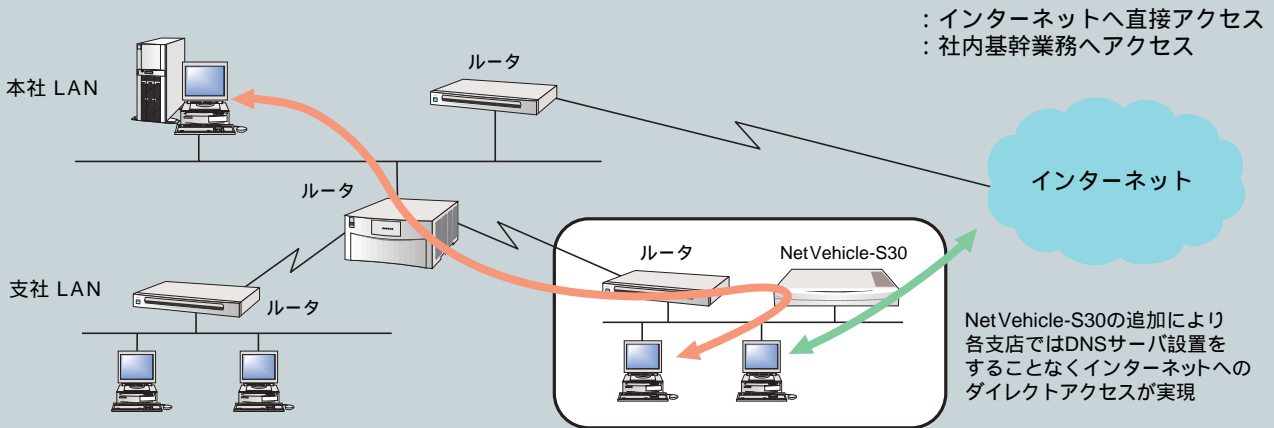 ：インターネットへ直接アクセス
：社内基幹業務へアクセス
ルータ
本社 LAN
インターネット
ルータ
ルータ
NetVehicle-S30
支社 LAN
ルータ
NetVehicle-S30の追加により
各支店ではDNSサーバ設置を
することなくインターネットへの
ダイレクトアクセスが実現